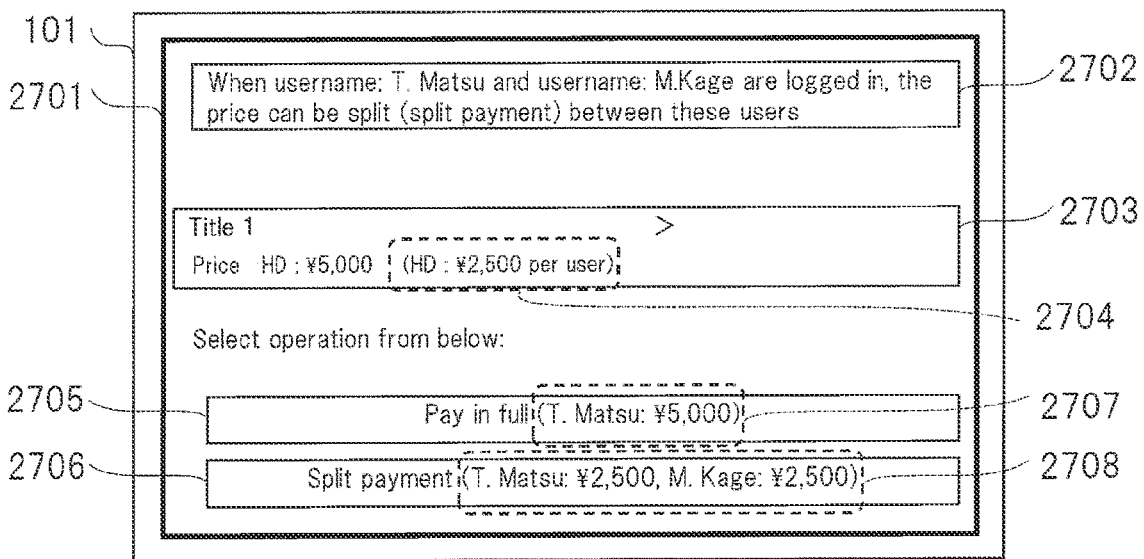 101
2701
When username: T. Matsu and username: M.Kage are logged in, the
price can be split (split payment) between these users
2702
Title 1 >
Price HD : ¥5,000 (HD : ¥2,500 per user)
2703
2704
Select operation from below:
2705
Pay in full (T. Matsu: ¥5,000)
2707
2706
Split payment (T. Matsu: ¥2,500, M. Kage: ¥2,500)
2708